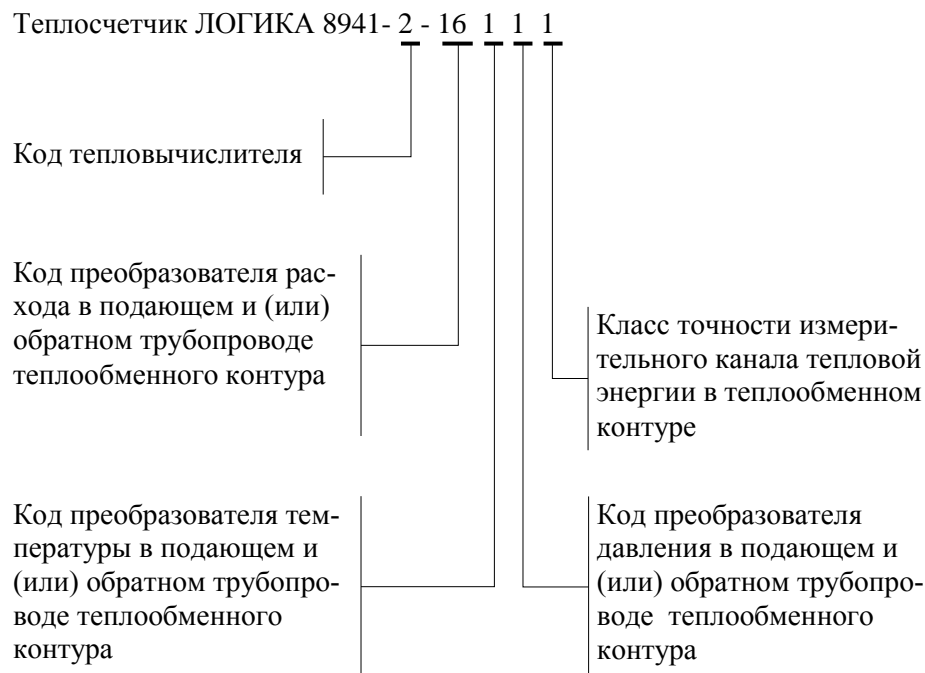 Теплосчетчик ЛОГИКА 8941- 2 - 16 1 1 1
Код тепловычислителя
Код преобразователя рас-
хода в подающем и (или)
обратном трубопроводе
теплообменного контура
Класс точности измери-
тельного канала тепловой
энергии в теплообменном
контуре
Код преобразователя тем-
пературы в подающем и
(или) обратном трубопро-
воде теплообменного
контура
Код преобразователя
давления в подающем и
(или) обратном трубопро-
воде теплообменного
контура